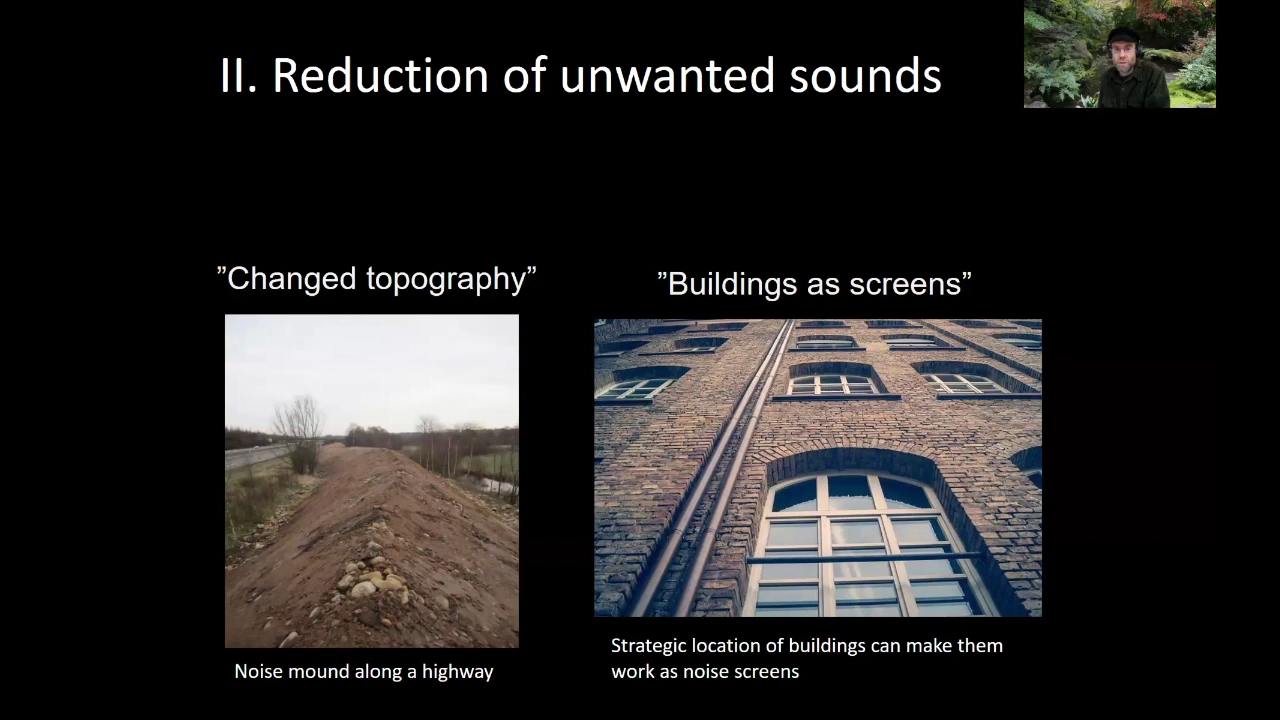 II. Reduction of unwanted sounds
”Changed topography”
”Buildings as screens”
Noise mound along a highway
Strategic location of buildings can make them
work as noise screens